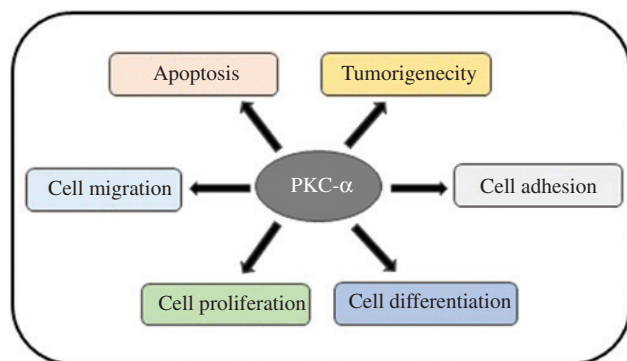 Apoptosis
Tumorigenecity
Cell migration
PKC-α
Cell adhesion
Cell proliferation
Cell differentiation